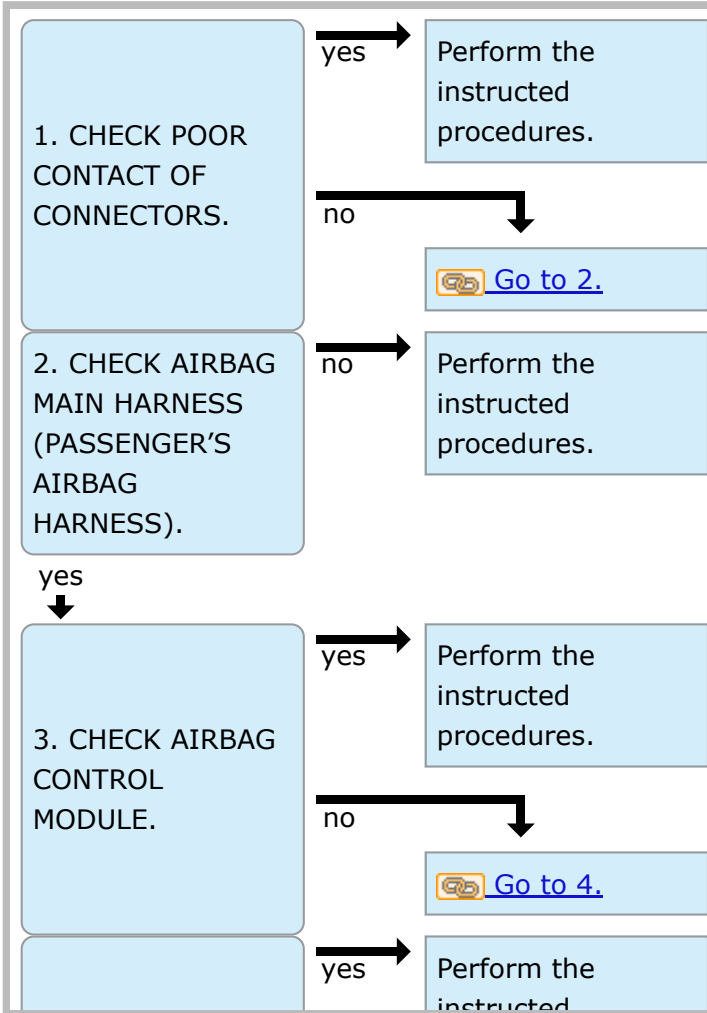 1. CHECK POOR
CONTACT OF
CONNECTORS.
yes
Perform the
instructed
procedures.
no
Go to 2.
2. CHECK AIRBAG
MAIN HARNESS
(PASSENGER’S
AIRBAG
HARNESS).
no
Perform the
instructed
procedures.
yes
3. CHECK AIRBAG
CONTROL
MODULE.
yes
Perform the
instructed
procedures.
no
Go to 4.
yes
Perform the
instructed